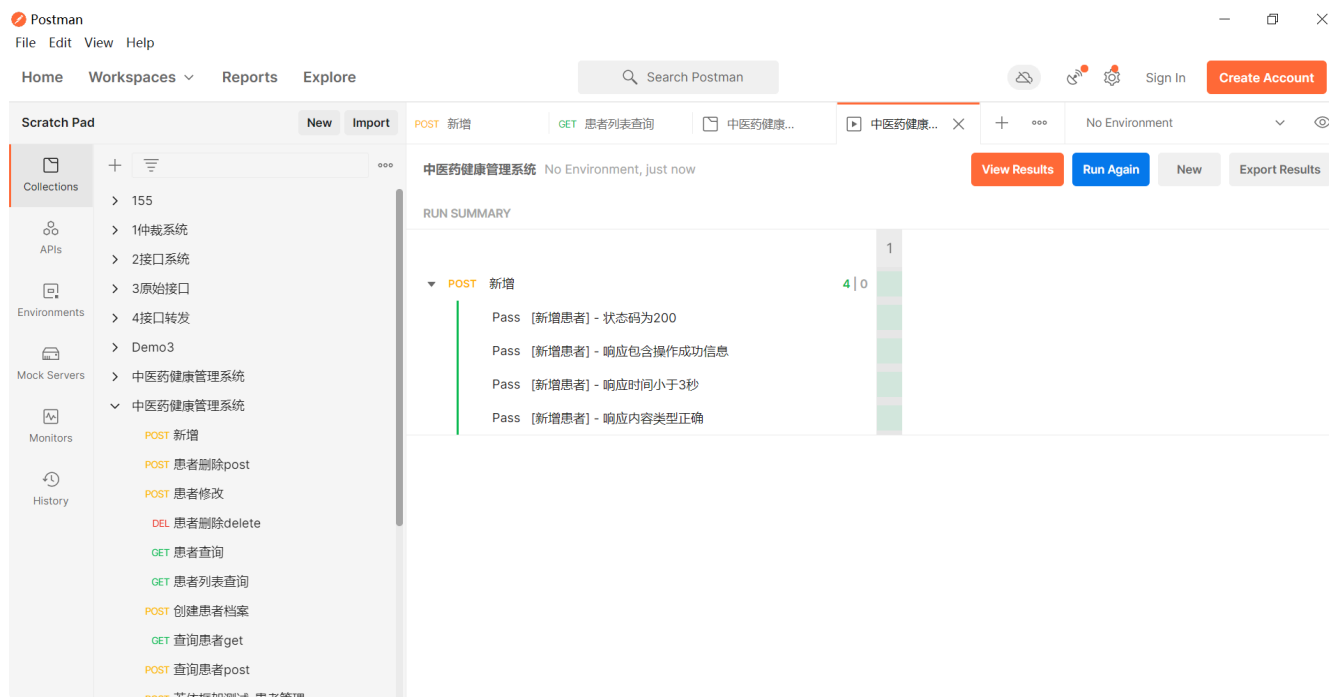 Postman
File Edit View Help
Home Workspaces Reports Explore Search Postman Sign In Create Account
Scratch Pad New Import
POST 新增 GET 患者列表查询 中医药健康... 中医药健康... No Environment
Collections
APIs
Environments
Mock Servers
Monitors
History
155
1仲裁系统
2接口系统
3原始接口
4接口转发
Demo3
中医药健康管理系统
中医药健康管理系统
POST 新增
POST 患者删除post
POST 患者修改
DEL 患者删除delete
GET 患者查询
GET 患者列表查询
POST 创建患者档案
GET 查询患者get
POST 查询患者post
中医药健康管理系统 No Environment, just now View Results Run Again New Export Results
RUN SUMMARY
1
POST 新增 4 | 0
Pass [新增患者] - 状态码为200
Pass [新增患者] - 响应包含操作成功信息
Pass [新增患者] - 响应时间小于3秒
Pass [新增患者] - 响应内容类型正确